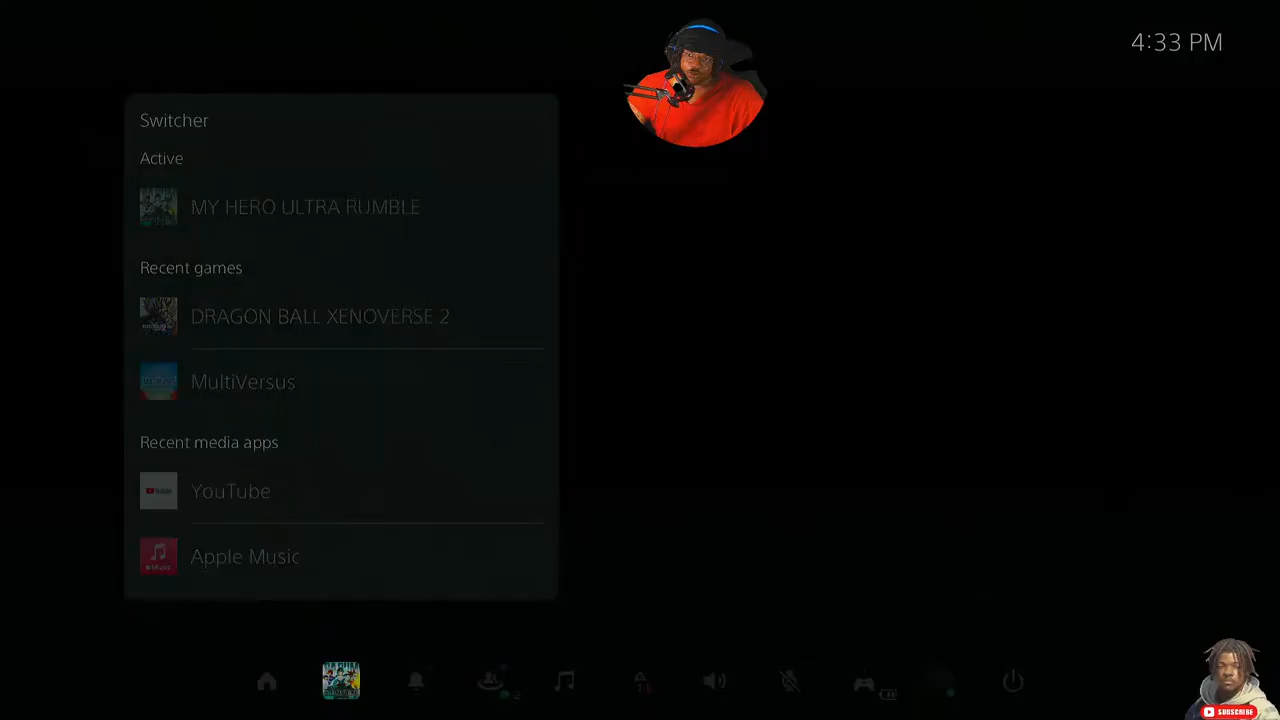 4:33 PM
Switcher
Active
MY HERO ULTRA RUMBLE
Recent games
DRAGON BALL XENOVERSE 2
MultiVersus
Recent media apps
YouTube
Apple Music
2
SUBSCRIBE